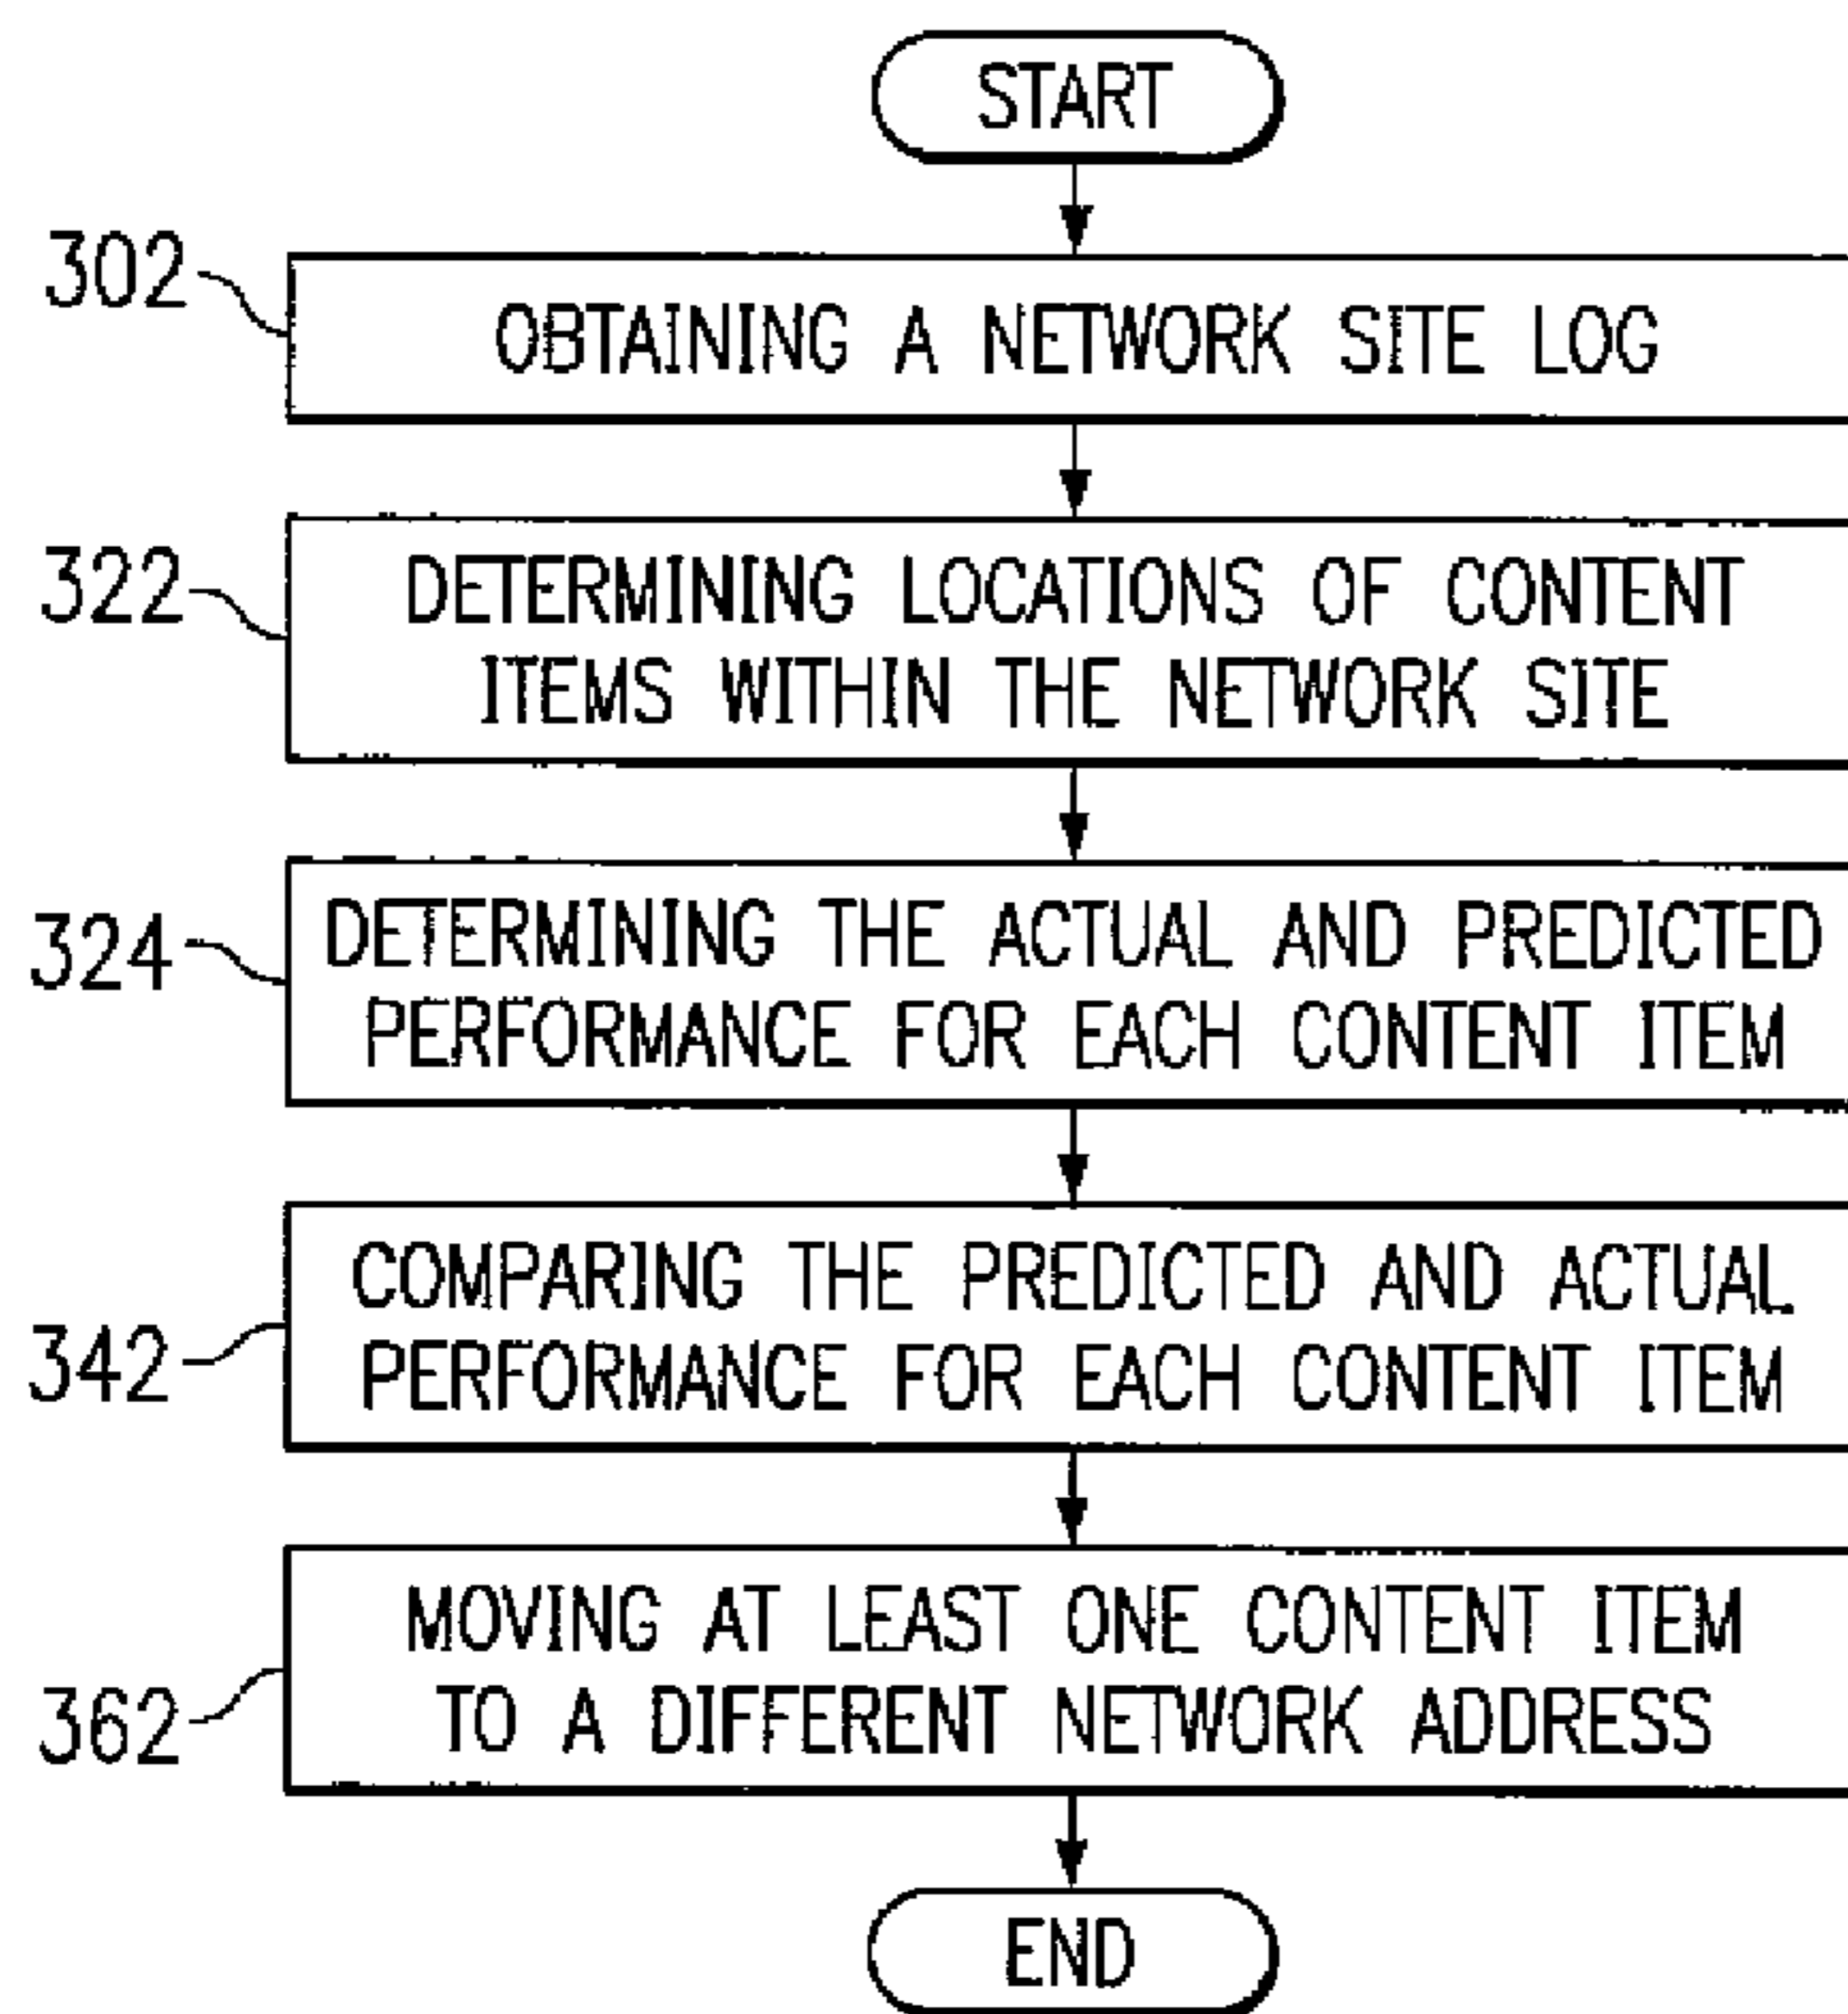 START
302
OBTAINING A NETWORK SITE LOG
322
DETERMINING LOCATIONS OF CONTENT
ITEMS WITHIN THE NETWORK SITE
324
DETERMINING THE ACTUAL AND PREDICTED
PERFORMANCE FOR EACH CONTENT ITEM
342
COMPARING THE PREDICTED AND ACTUAL
PERFORMANCE FOR EACH CONTENT ITEM
362
MOVING AT LEAST ONE CONTENT ITEM
TO A DIFFERENT NETWORK ADDRESS
END